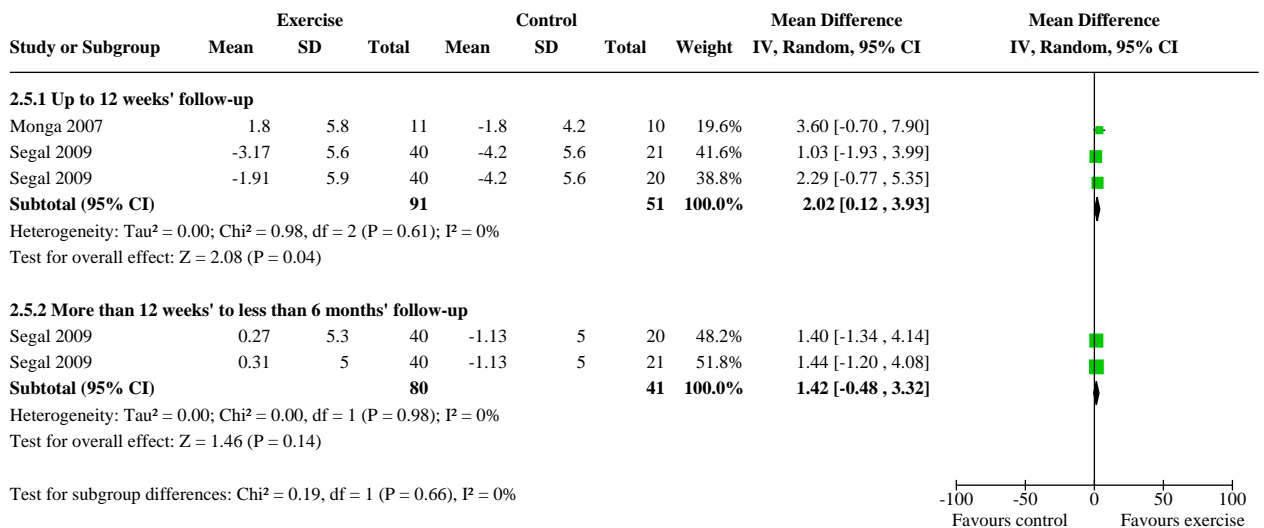 Exercise Control Mean Difference Mean Difference
Study or Subgroup Mean SD Total Mean SD Total Weight IV, Random, 95% CI IV, Random, 95% CI
2.5.1 Up to 12 weeks' follow-up
Monga 2007 1.8 5.8 11 -1.8 4.2 10 19.6% 3.60 [-0.70 , 7.90]
Segal 2009 -3.17 5.6 40 -4.2 5.6 21 41.6% 1.03 [-1.93 , 3.99]
Segal 2009 -1.91 5.9 40 -4.2 5.6 20 38.8% 2.29 [-0.77 , 5.35]
Subtotal (95% CI) 91 51 100.0% 2.02 [0.12 , 3.93]
Heterogeneity: Tau² = 0.00; Chi² = 0.98, df = 2 (P = 0.61); I² = 0%
Test for overall effect: Z = 2.08 (P = 0.04)
2.5.2 More than 12 weeks' to less than 6 months' follow-up
Segal 2009 0.27 5.3 40 -1.13 5 20 48.2% 1.40 [-1.34 , 4.14]
Segal 2009 0.31 5 40 -1.13 5 21 51.8% 1.44 [-1.20 , 4.08]
Subtotal (95% CI) 80 41 100.0% 1.42 [-0.48 , 3.32]
Heterogeneity: Tau² = 0.00; Chi² = 0.00, df = 1 (P = 0.98); I² = 0%
Test for overall effect: Z = 1.46 (P = 0.14)
Test for subgroup differences: Chi² = 0.19, df = 1 (P = 0.66), I² = 0%
-100 -50 0 50 100
Favours control Favours exercise